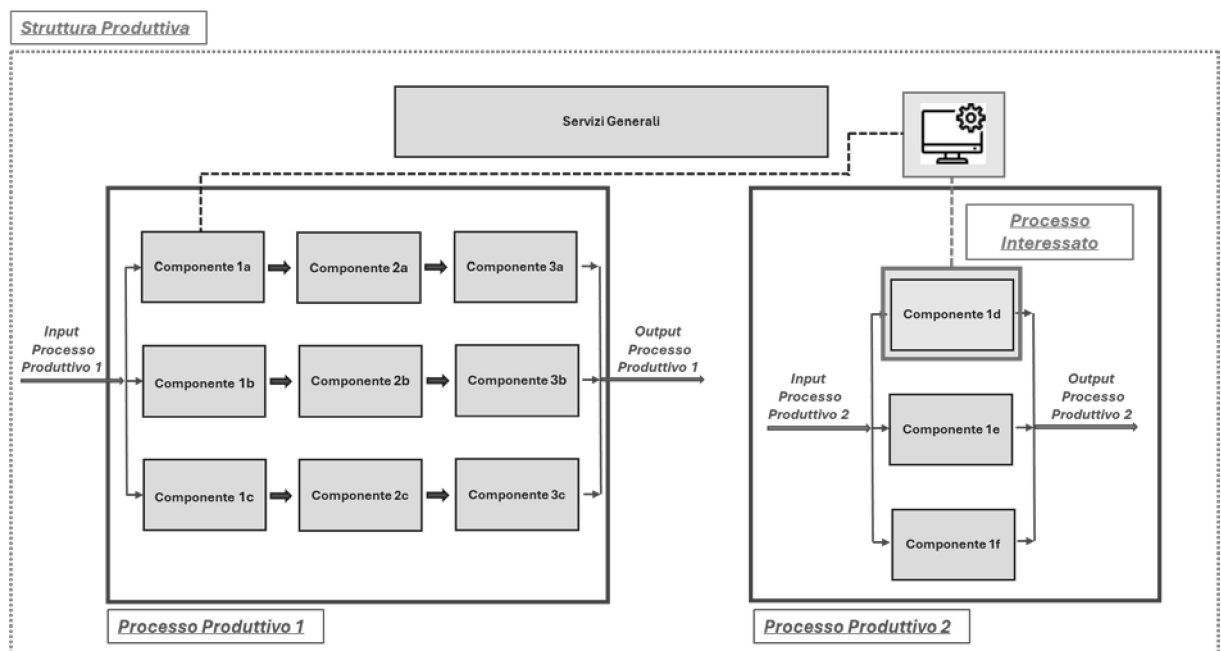 Struttura Produttiva
Servizi Generali
Processo
Interessato
Componente 1a
Componente 2a
Componente 3a
Input
Processo
Produttivo 1
Componente 1b
Componente 2b
Componente 3b
Output
Processo
Produttivo 1
Componente 1c
Componente 2c
Componente 3c
Processo Produttivo 1
Componente 1d
Input
Processo
Produttivo 2
Componente 1e
Output
Processo
Produttivo 2
Componente 1f
Processo Produttivo 2